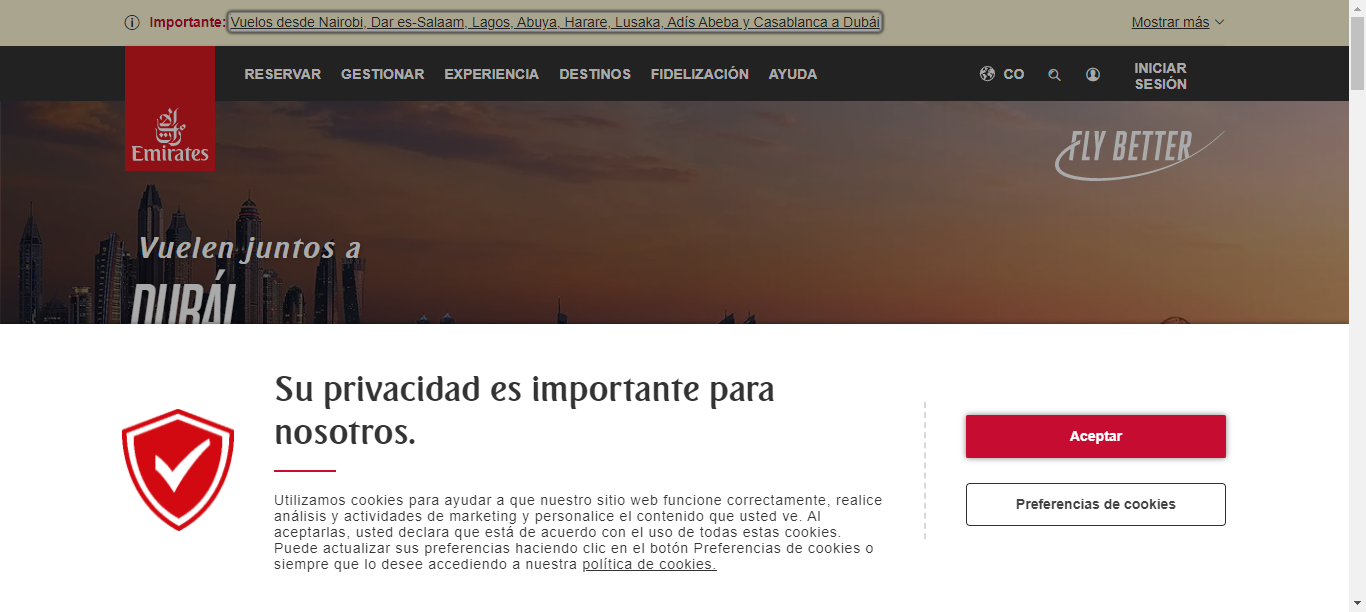 Importante: Vuelos desde Nairobi, Dar es-Salaam, Lagos, Abuya, Harare, Lusaka, Adís Abeba y Casablanca a Dubái
Mostrar más
RESERVAR GESTIONAR EXPERIENCIA DESTINOS FIDELIZACIÓN AYUDA
CO
INICIAR
SESIÓN
Emirates
FLY BETTER
Vuelen juntos a
DUBÁI
Su privacidad es importante para
nosotros.
Utilizamos cookies para ayudar a que nuestro sitio web funcione correctamente, realice
análisis y actividades de marketing y personalice el contenido que usted ve. Al
aceptarlas, usted declara que está de acuerdo con el uso de todas estas cookies.
Puede actualizar sus preferencias haciendo clic en el botón Preferencias de cookies o
siempre que lo desee accediendo a nuestra política de cookies.
Aceptar
Preferencias de cookies